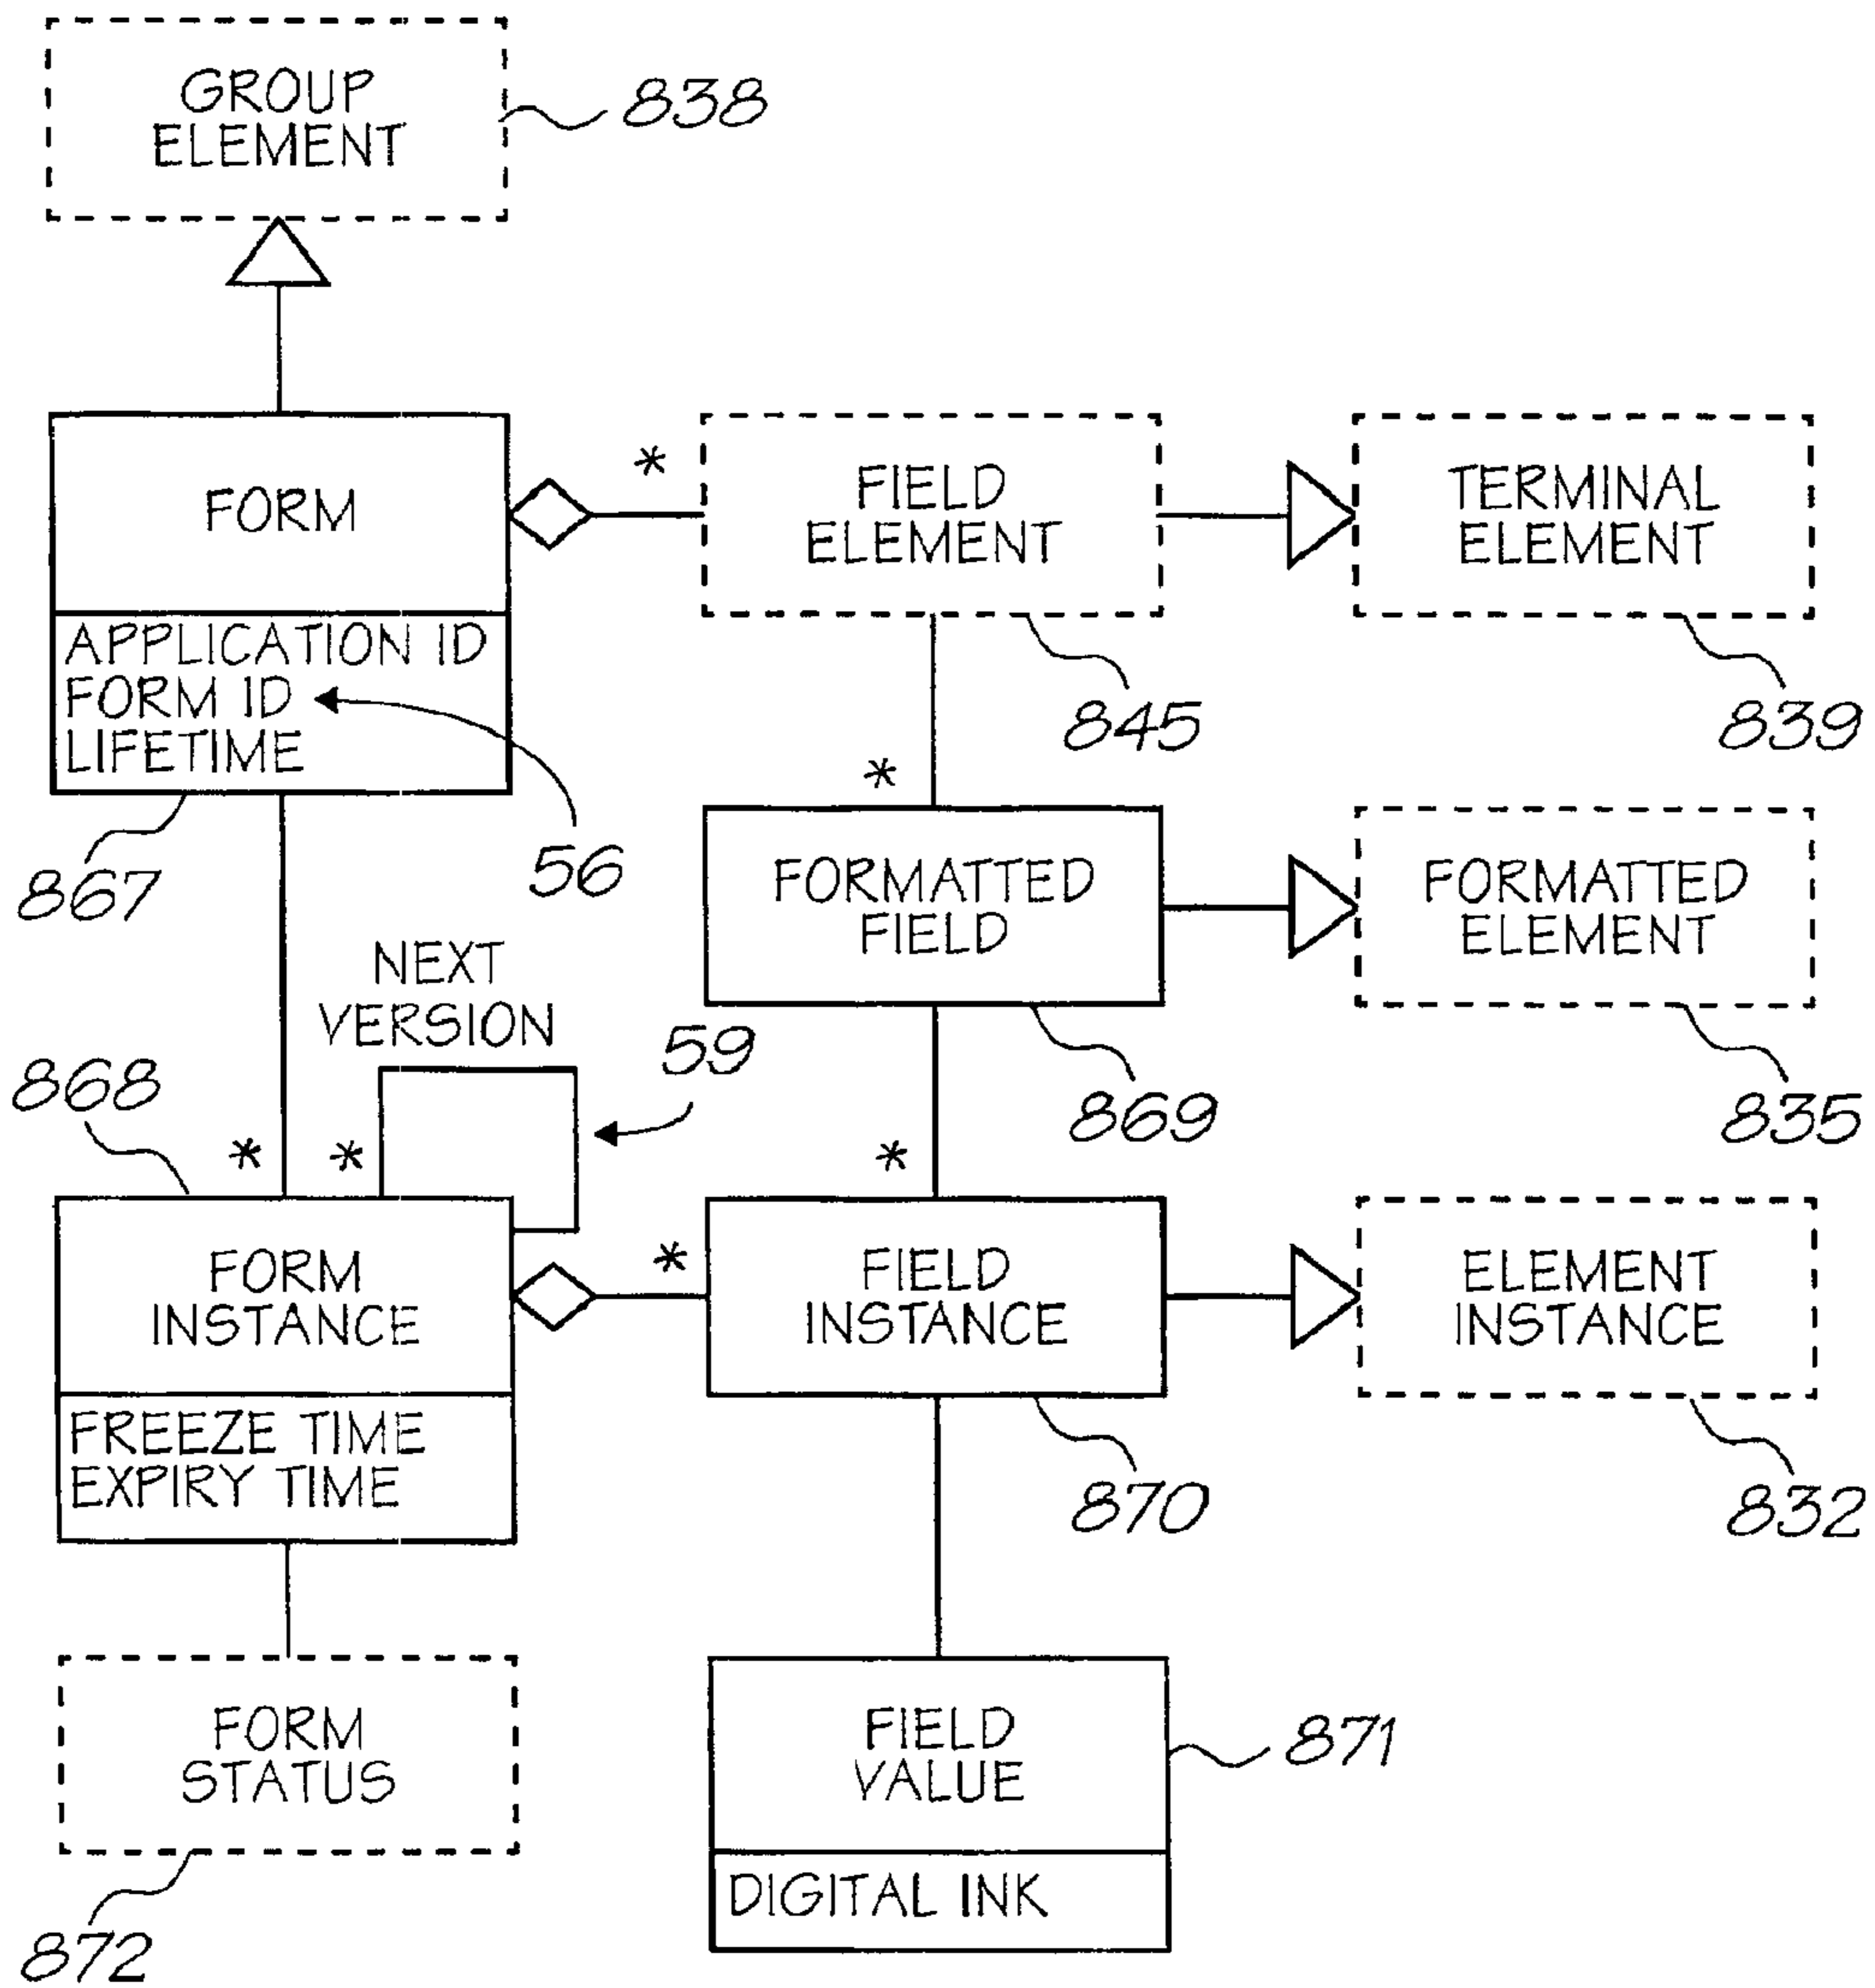 GROUP
ELEMENT
838
FORM
*
FIELD
ELEMENT
TERMINAL
ELEMENT
APPLICATION ID
FORM ID
LIFETIME
845
839
867
56
*
FORMATTED
FIELD
FORMATTED
ELEMENT
NEXT
VERSION
59
868
869
835
*
*
*
FORM
INSTANCE
*
FIELD
INSTANCE
ELEMENT
INSTANCE
FREEZE TIME
EXPIRY TIME
870
832
FORM
STATUS
FIELD
VALUE
871
DIGITAL INK
872